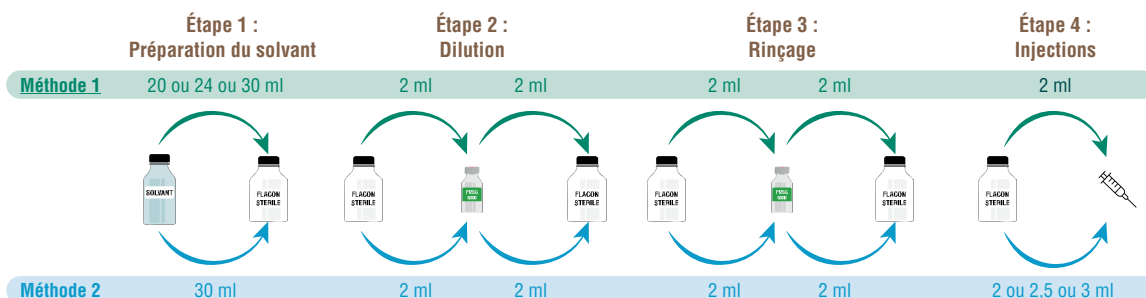 Étape 1 :
Préparation du solvant
Étape 2 :
Dilution
Étape 3 :
Rinçage
Étape 4 :
Injections
Méthode 1 20 ou 24 ou 30 ml 2 ml 2 ml 2 ml 2 ml 2 ml
SOLVANT
FLACON
STERILE
FLACON
STERILE
PMSG
FLACON
STERILE
FLACON
STERILE
PMSG
FLACON
STERILE
FLACON
STERILE
Méthode 2 30 ml 2 ml 2 ml 2 ml 2 ml 2 ou 2.5 ou 3 ml